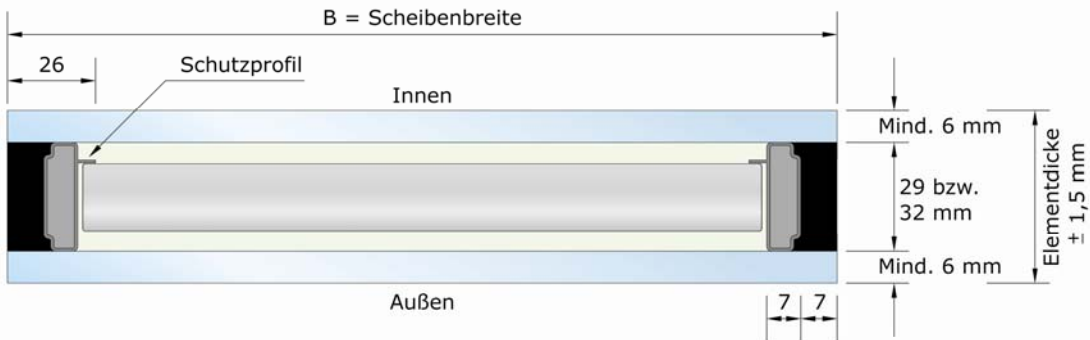 B = Scheibenbreite
26
Schutzprofil
Innen
Mind. 6 mm
29 bzw.
32 mm
Elementdicke
± 1,5 mm
Mind. 6 mm
Außen
7
7